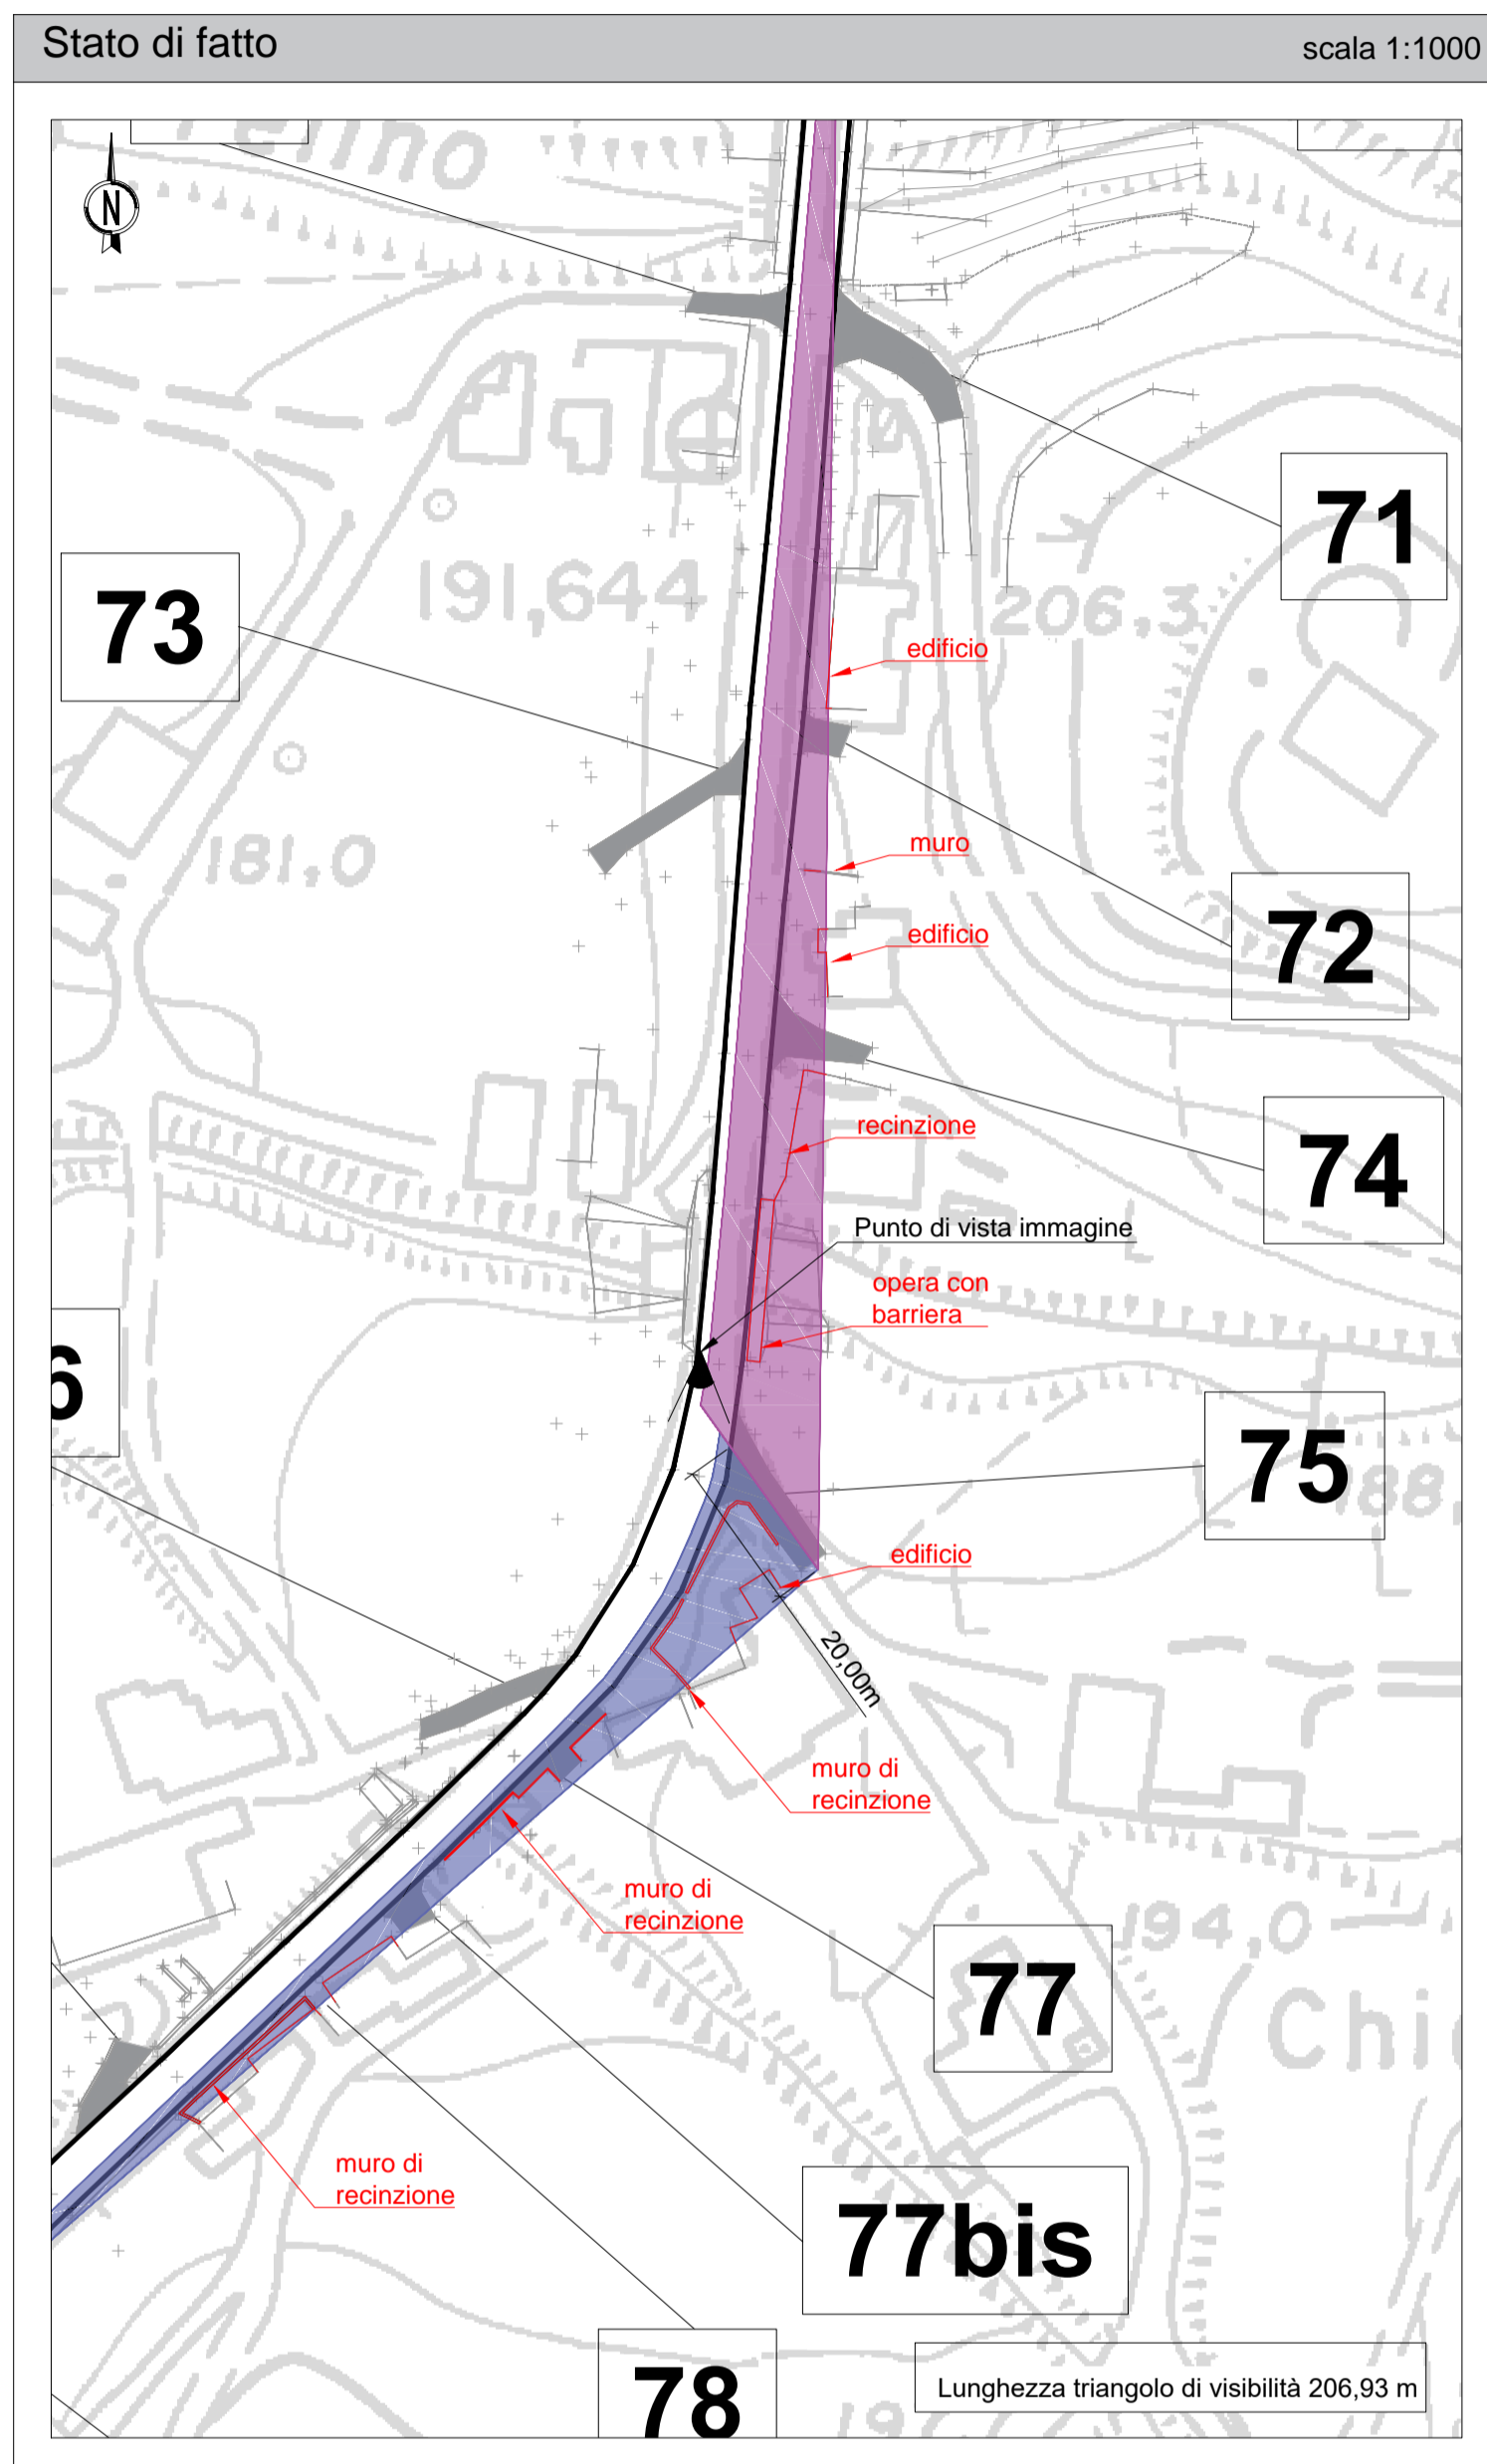 Stato di fatto
scala 1:1000
N
71
191,644
206,3
73
edificio
181,0
muro
72
edificio
recinzione
74
Punto di vista immagine
opera con
barriera
6
75
188,
edificio
20,00m
muro di
recinzione
muro di
recinzione
194,0
77
Chi
muro di
recinzione
77bis
78
Lunghezza triangolo di visibilità 206,93 m